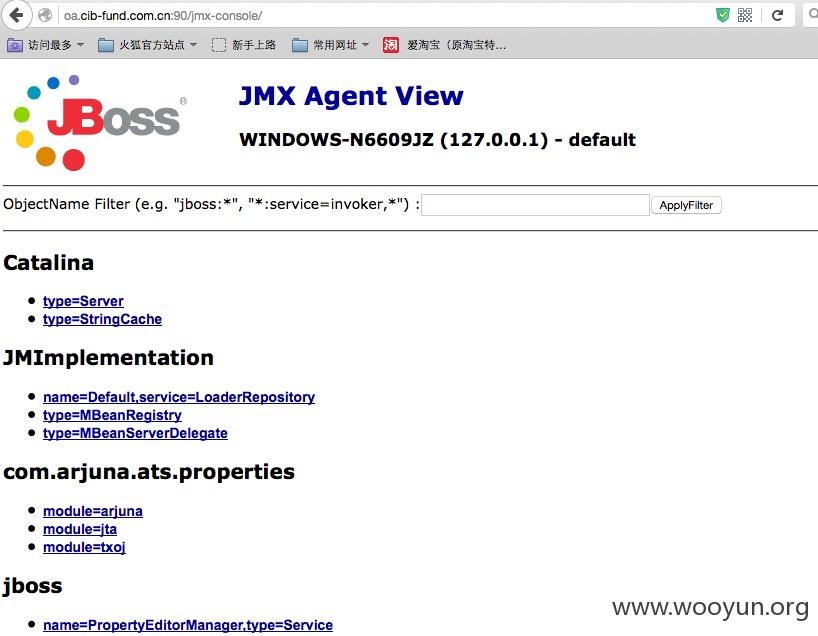 oa.cib-fund.com.cn:90/jmx-console/
访问最多 火狐官方站点 新手上路 常用网址 淘 爱淘宝（原淘宝特...
JBoss®
JMX Agent View
WINDOWS-N6609JZ (127.0.0.1) - default
ObjectName Filter (e.g. "jboss:*", "*:service=invoker,*") : ApplyFilter
Catalina
type=Server
type=StringCache
JMImplementation
name=Default,service=LoaderRepository
type=MBeanRegistry
type=MBeanServerDelegate
com.arjuna.ats.properties
module=arjuna
module=jta
module=txoj
jboss
name=PropertyEditorManager,type=Service
www.wooyun.org